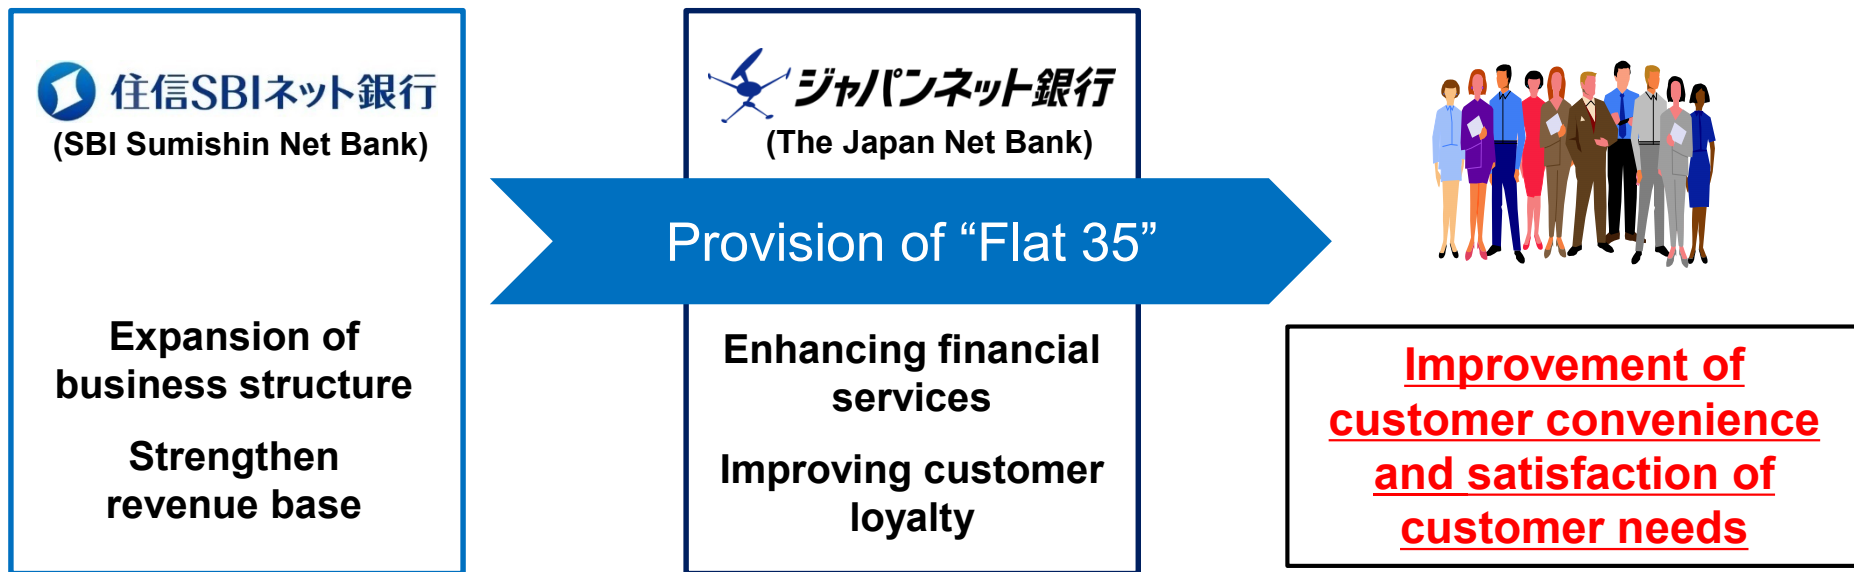 住信SBIネット銀行
(SBI Sumishin Net Bank)
Expansion of
business structure
Strengthen
revenue base
ジャパンネット銀行
(The Japan Net Bank)
Provision of “Flat 35”
Enhancing financial
services
Improving customer
loyalty
Improvement of
customer convenience
and satisfaction of
customer needs